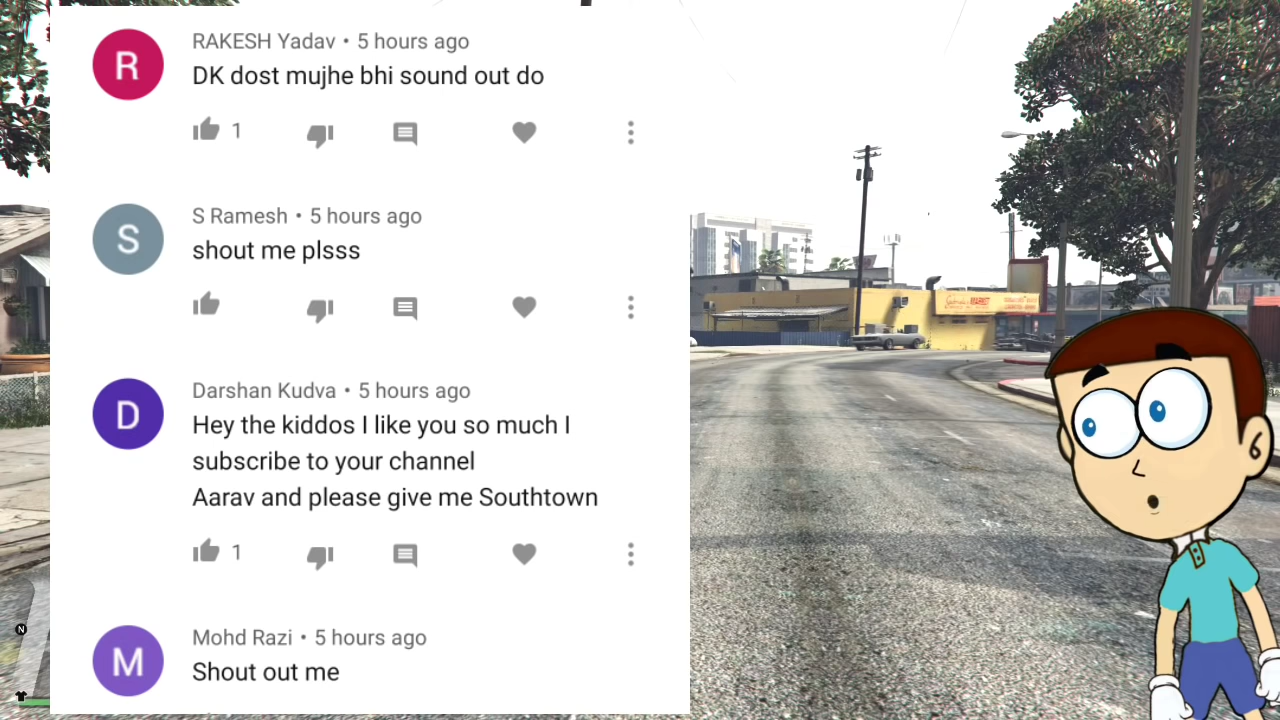 R
RAKESH Yadav • 5 hours ago
DK dost mujhe bhi sound out do
1
S
S Ramesh • 5 hours ago
shout me plsss
D
Darshan Kudva • 5 hours ago
Hey the kiddos I like you so much I
subscribe to your channel
Aarav and please give me Southtown
1
M
Mohd Razi • 5 hours ago
Shout out me
N
MARKET